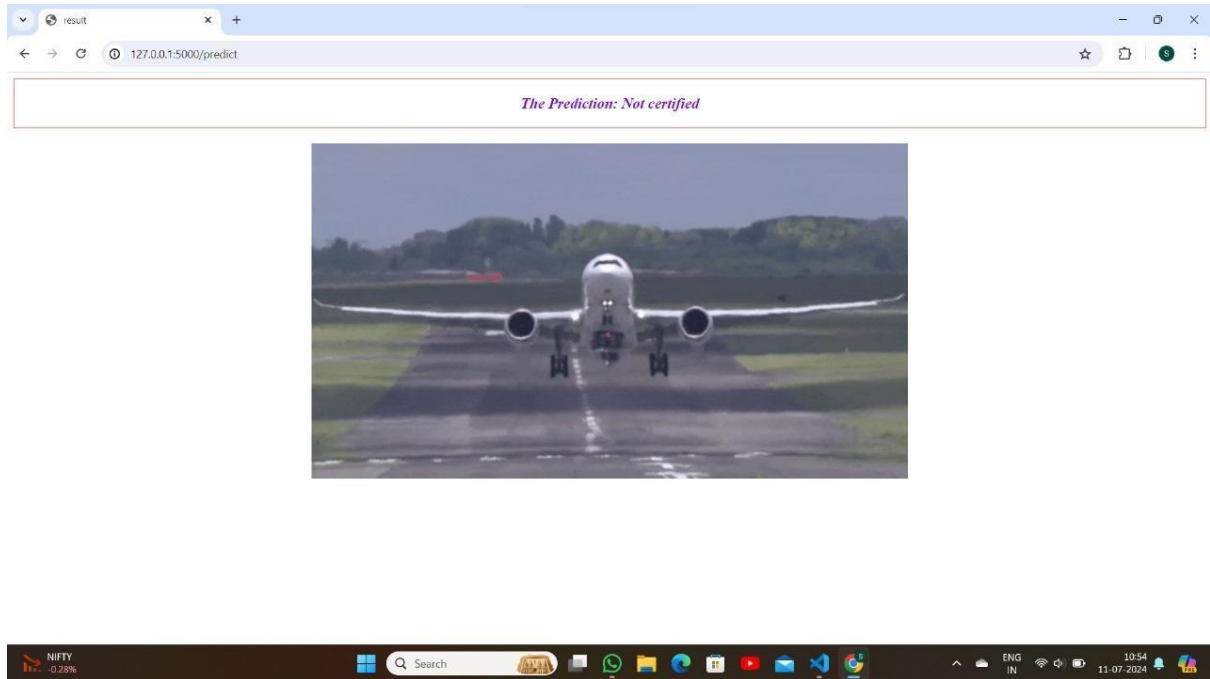 result
127.0.0.1:5000/predict
S
The Prediction: Not certified
NIFTY
-0.28%
Search
S
ENG
IN
10:54
11-07-2024